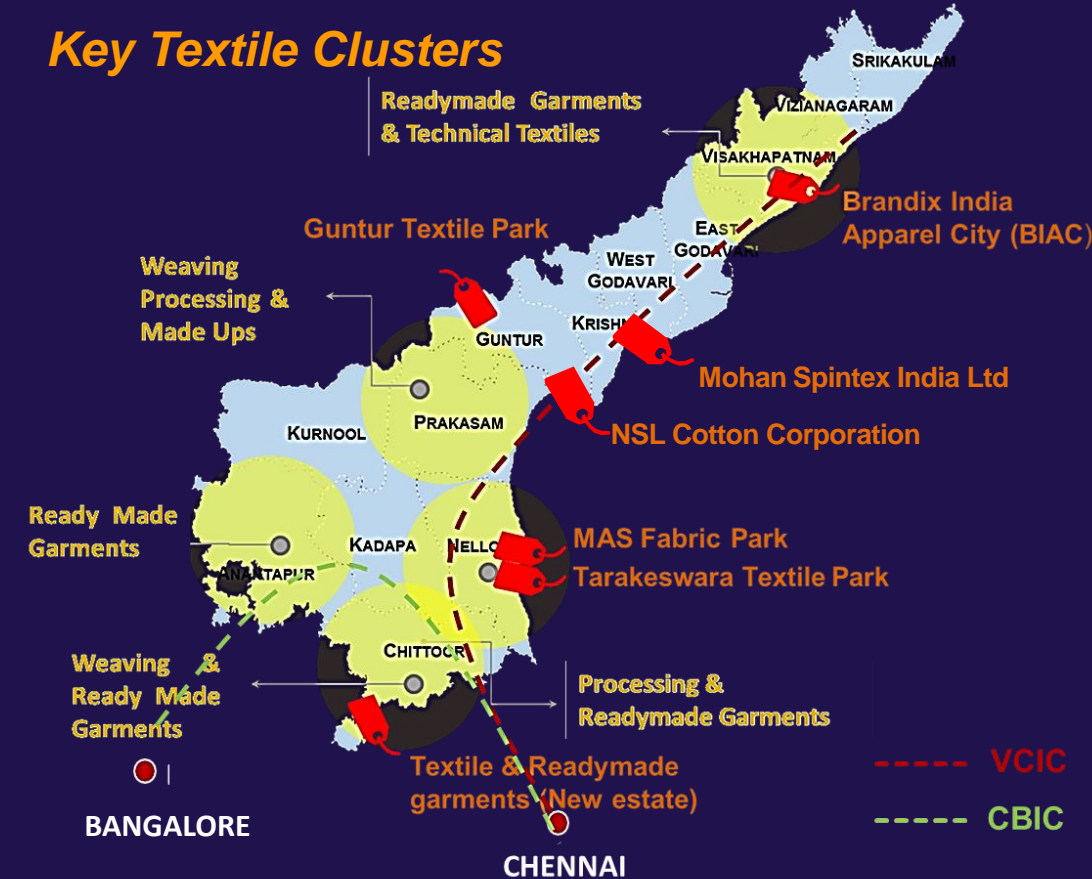 Key Textile Clusters
SRIKAKULAM
Readymade Garments
& Technical Textiles
VIZIANAGARAM
VISAKHAPATNAM
Brandix India
Apparel City (BIAC)
Guntur Textile Park
EAST
GODAVARI
WEST
GODAVARI
Weaving
Processing &
Made Ups
KRISH
GUNTUR
Mohan Spintex India Ltd
PRAKASAM
KURNOOL
NSL Cotton Corporation
Ready Made
Garments
KADAPA
NELLO
MAS Fabric Park
ANANTAPUR
Tarakeswara Textile Park
CHITTOOR
Weaving &
Ready Made
Garments
Processing &
Readymade Garments
Textile & Readymade
garments (New estate)
VCIC
CBIC
BANGALORE
CHENNAI